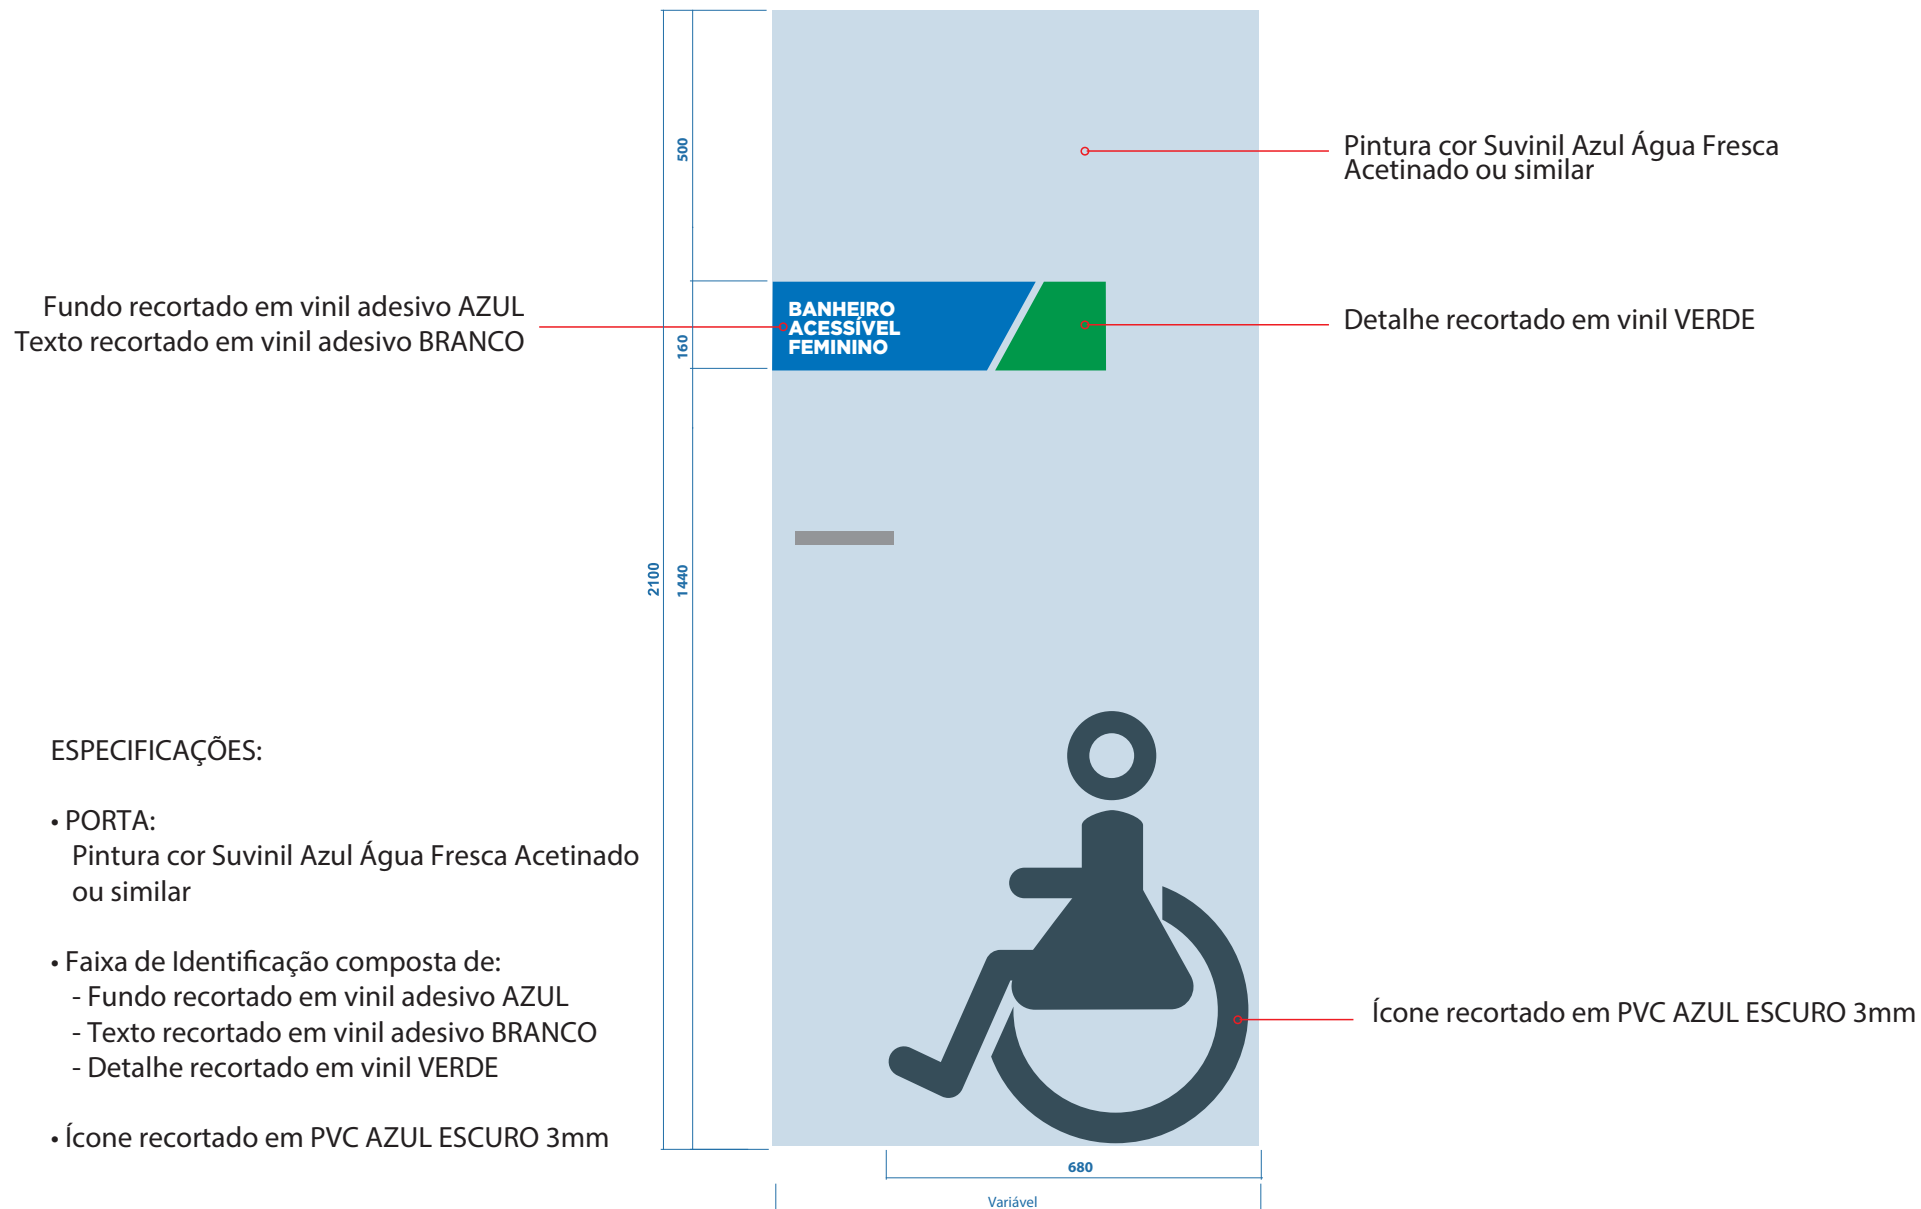 500
Pintura cor Suvinil Azul Água Fresca
Acetinado ou similar
Fundo recortado em vinil adesivo AZUL
Texto recortado em vinil adesivo BRANCO
160
BANHEIRO
ACESSÍVEL
FEMININO
Detalhe recortado em vinil VERDE
2100
1440
ESPECIFICAÇÕES:
• PORTA:
Pintura cor Suvinil Azul Água Fresca Acetinado
ou similar
• Faixa de Identificação composta de:
- Fundo recortado em vinil adesivo AZUL
- Texto recortado em vinil adesivo BRANCO
- Detalhe recortado em vinil VERDE
• Ícone recortado em PVC AZUL ESCURO 3mm
Ícone recortado em PVC AZUL ESCURO 3mm
680
Variável